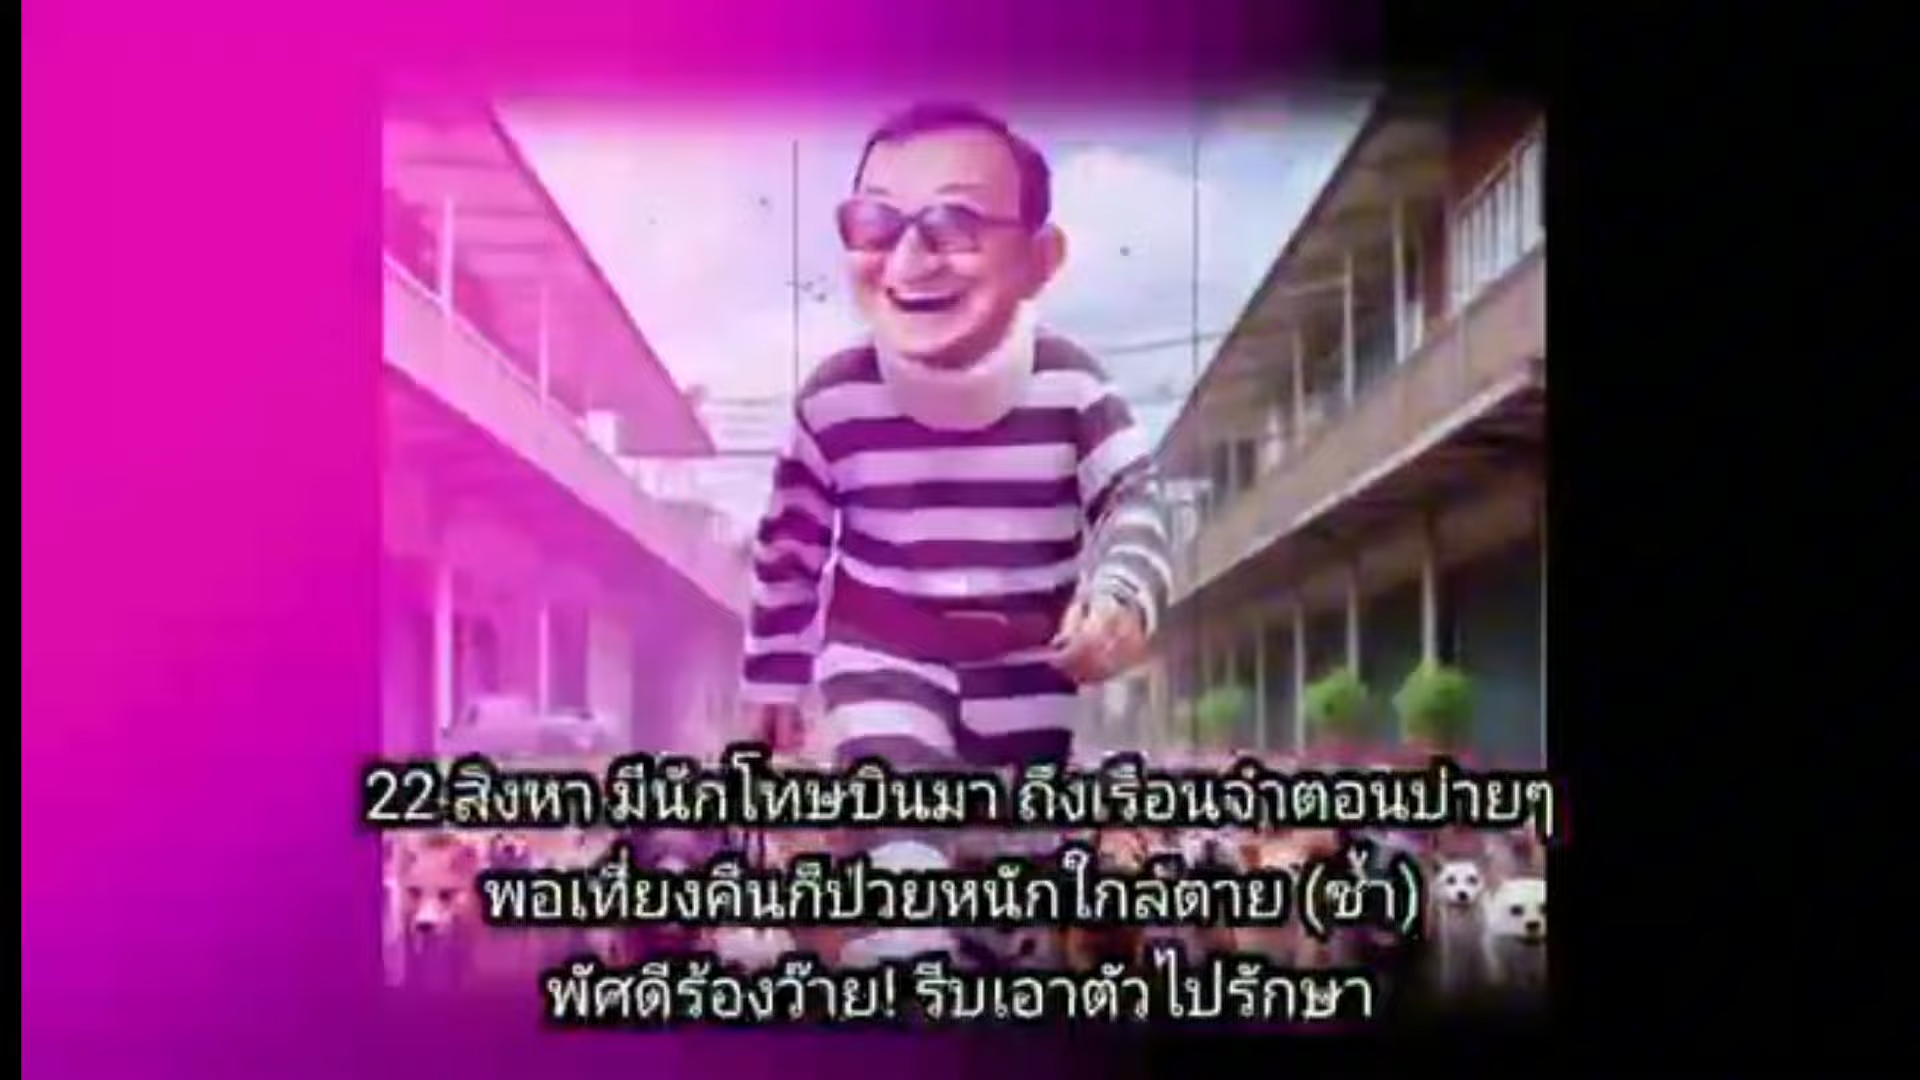 22 สิงหา มีนักโทษบินมา ถึงเรือนจำตอนบ่ายๆ
พอเที่ยงคืนก็ป่วยหนักใกล้ตาย (ซ้ำ)
พัศดีร้องว๊าย! รีบเอาตัวไปรักษา